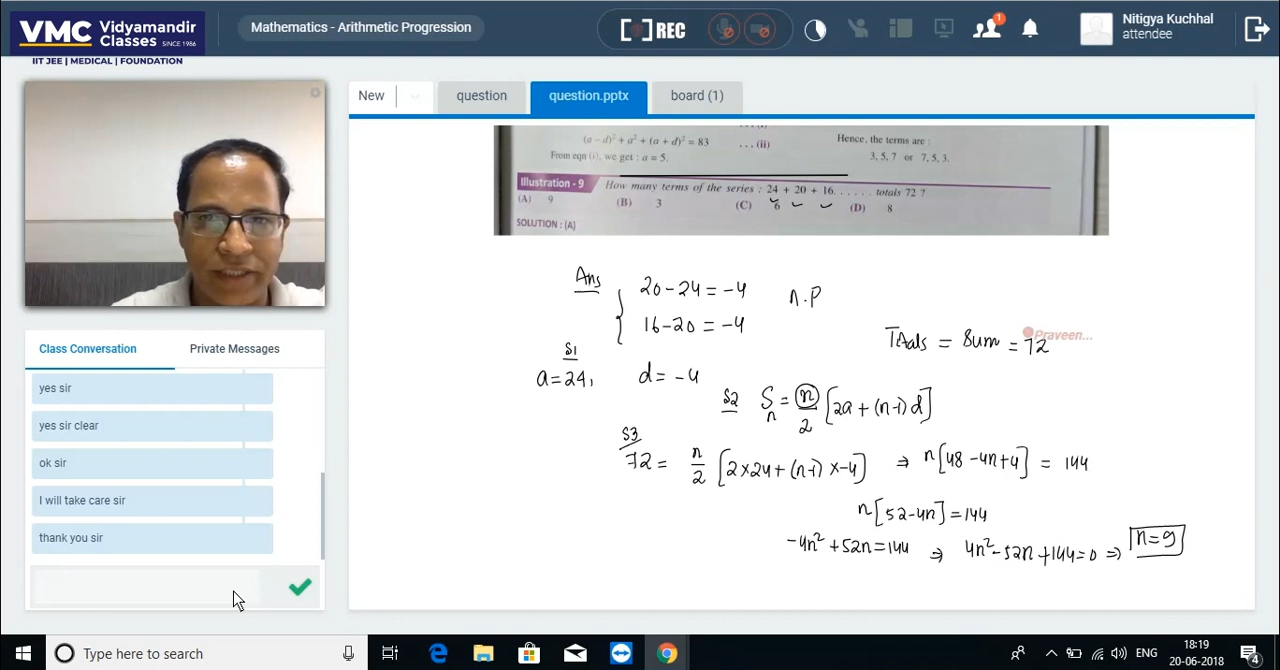 VMC Vidyamandir Classes SINCE 1986
IIT JEE | MEDICAL | FOUNDATION
Mathematics - Arithmetic Progression
REC
1
Nitigya Kuchhal
attendee
New
question
question.pptx
board (1)
(a – d)² + a² + (a + d)² = 83 . . . (ii)
From eqn (i), we get : a = 5.
Hence, the terms are :
3, 5, 7 or 7, 5, 3.
Illustration - 9 How many terms of the series : 24 + 20 + 16. . . . . . totals 72 ?
(A) 9 (B) 3 (C) 6 (D) 8
SOLUTION : (A)
Ans
20-24 = -4
16-20 = -4
n.P
Totals = Sum = 72
Praveen...
S1
a=24, d= -4
S2 Sn = n/2 [2a+(n-1)d]
S3
72 = n/2 [2×24+(n-1)×-4] ⇒ n[48-4n+4] = 144
n[52-4n] = 144
-4n²+52n=144 ⇒ 4n²-52n+144=0 ⇒ n=9
Class Conversation
Private Messages
yes sir
yes sir clear
ok sir
I will take care sir
thank you sir
Type here to search
ENG
18:19
20-06-2018
4